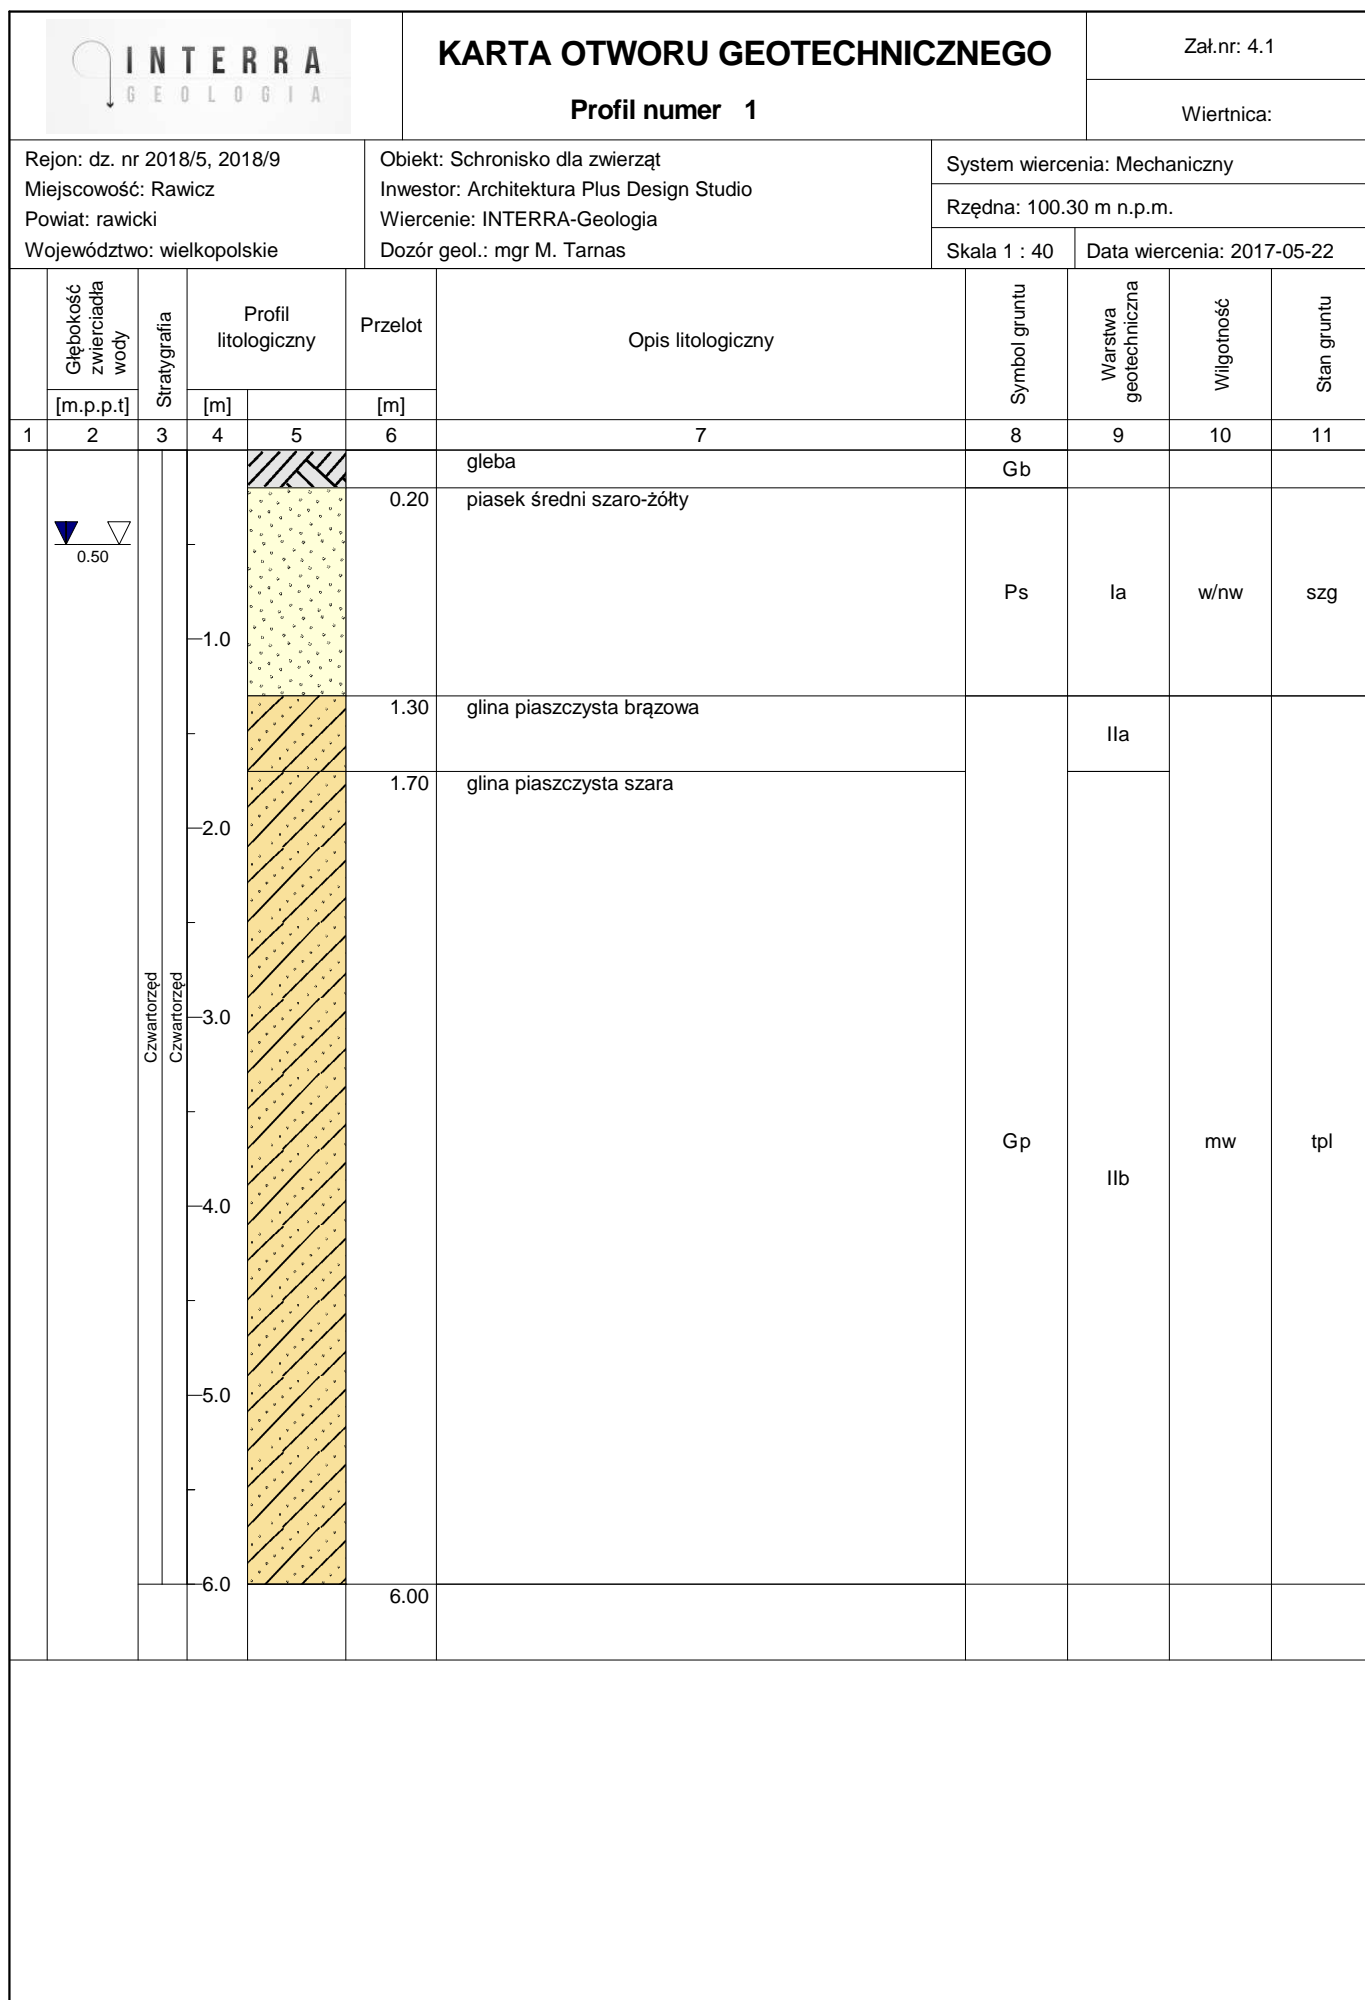 INTERRA
GEOLOGIA
KARTA OTWORU GEOTECHNICZNEGO
Profil numer 1
Zał.nr: 4.1
Wiertnica:
Rejon: dz. nr 2018/5, 2018/9
Miejscowość: Rawicz
Powiat: rawicki
Województwo: wielkopolskie
Obiekt: Schronisko dla zwierząt
Inwestor: Architektura Plus Design Studio
Wiercenie: INTERRA-Geologia
Dozór geol.: mgr M. Tarnas
System wiercenia: Mechaniczny
Rzędna: 100.30 m n.p.m.
Skala 1 : 40
Data wiercenia: 2017-05-22
Głębokość
zwierciadła
wody
[m.p.p.t]
Stratygrafia
Profil
litologiczny
[m]
Przelot
[m]
Opis litologiczny
Symbol gruntu
Warstwa
geotechniczna
Wilgotność
Stan gruntu
1 2 3 4 5 6 7 8 9 10 11
gleba Gb
0.20 piasek średni szaro-żółty
0.50
Ps Ia w/nw szg
1.0
1.30 glina piaszczysta brązowa
IIa
1.70 glina piaszczysta szara
2.0
Czwartorzęd
Czwartorzęd
3.0
Gp mw tpl
IIb
4.0
5.0
6.0
6.00